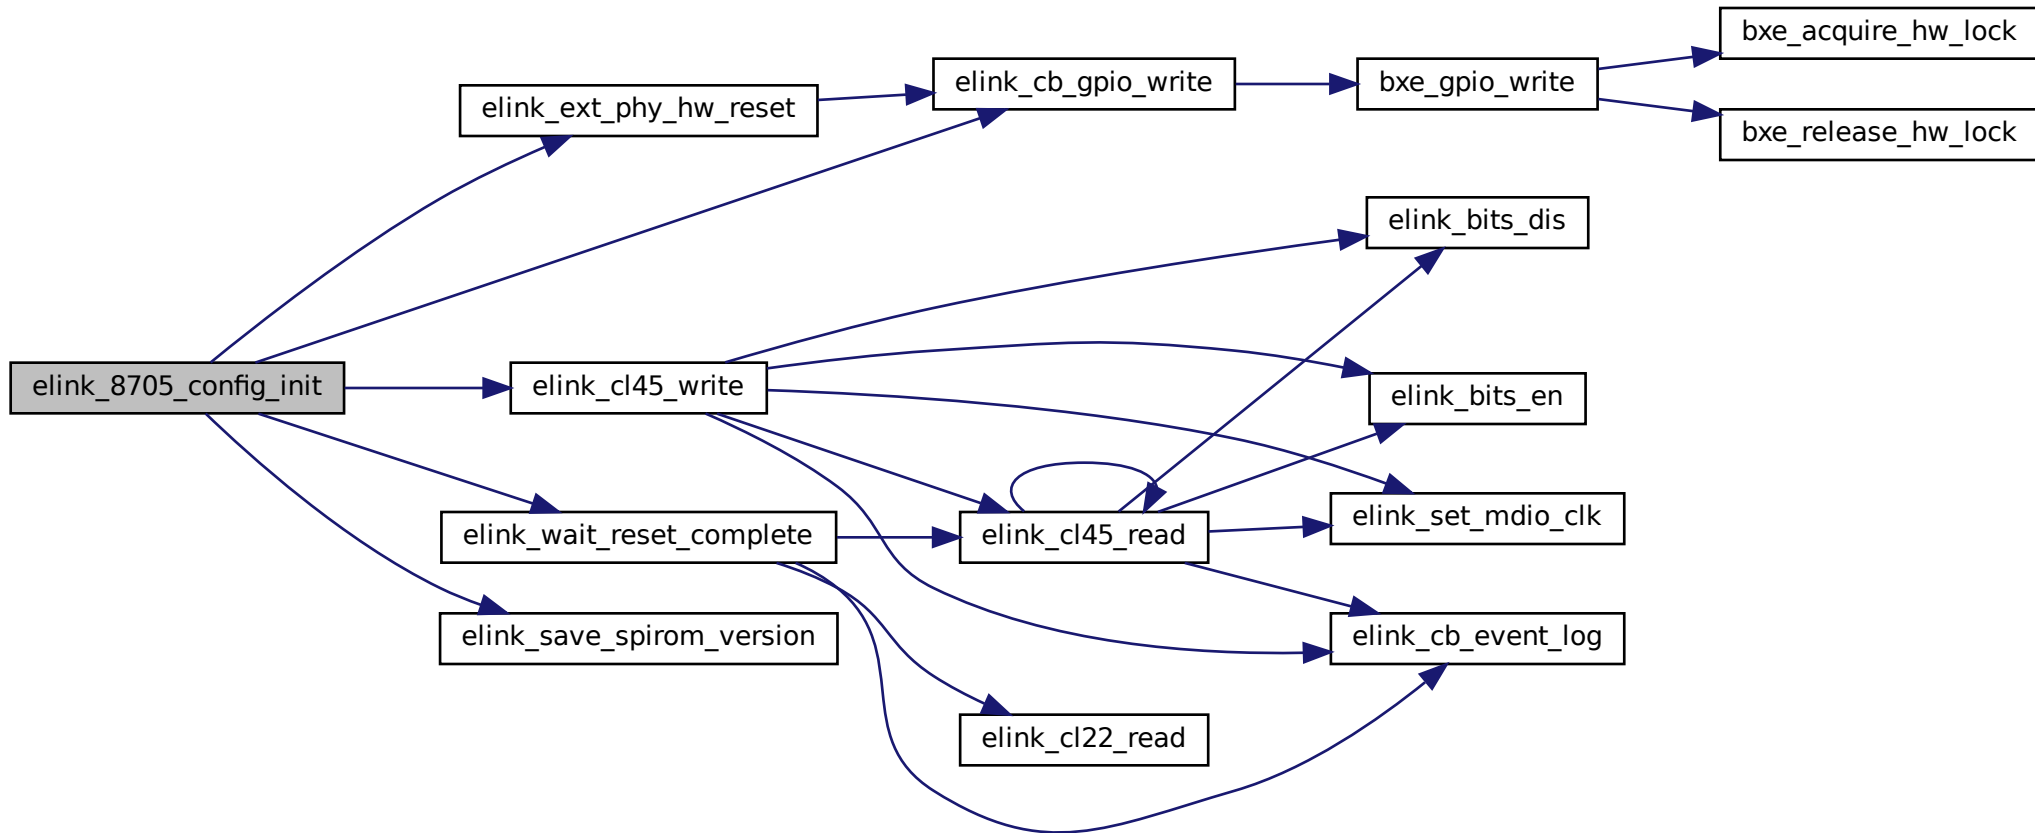 elink_8705_config_init
elink_ext_phy_hw_reset
elink_cb_gpio_write
bxe_gpio_write
bxe_acquire_hw_lock
bxe_release_hw_lock
elink_cl45_write
elink_bits_dis
elink_bits_en
elink_set_mdio_clk
elink_wait_reset_complete
elink_cl45_read
elink_cb_event_log
elink_save_spirom_version
elink_cl22_read